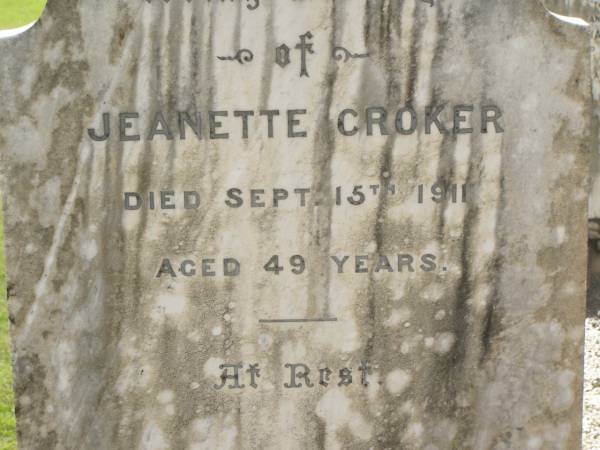 of
JEANETTE CROKER
DIED SEPT. 15TH 1911
AGED 49 YEARS.
At Rest.